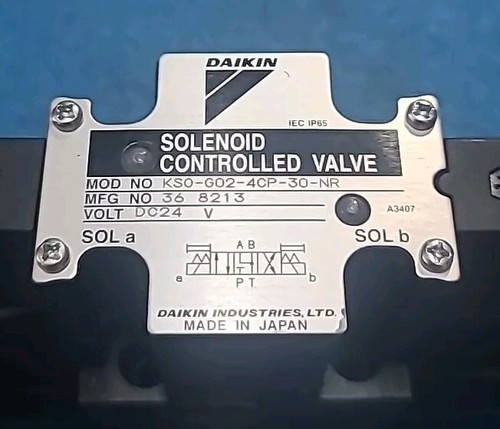 DAIKIN
IEC IP65
SOLENOID
CONTROLLED VALVE
MOD NO KSO-G02-4CP-30-NR
MFG NO 36 8213
VOLT DC24 V
A3407
SOL a SOL b
A B
a b
P T
DAIKIN INDUSTRIES, LTD.
MADE IN JAPAN